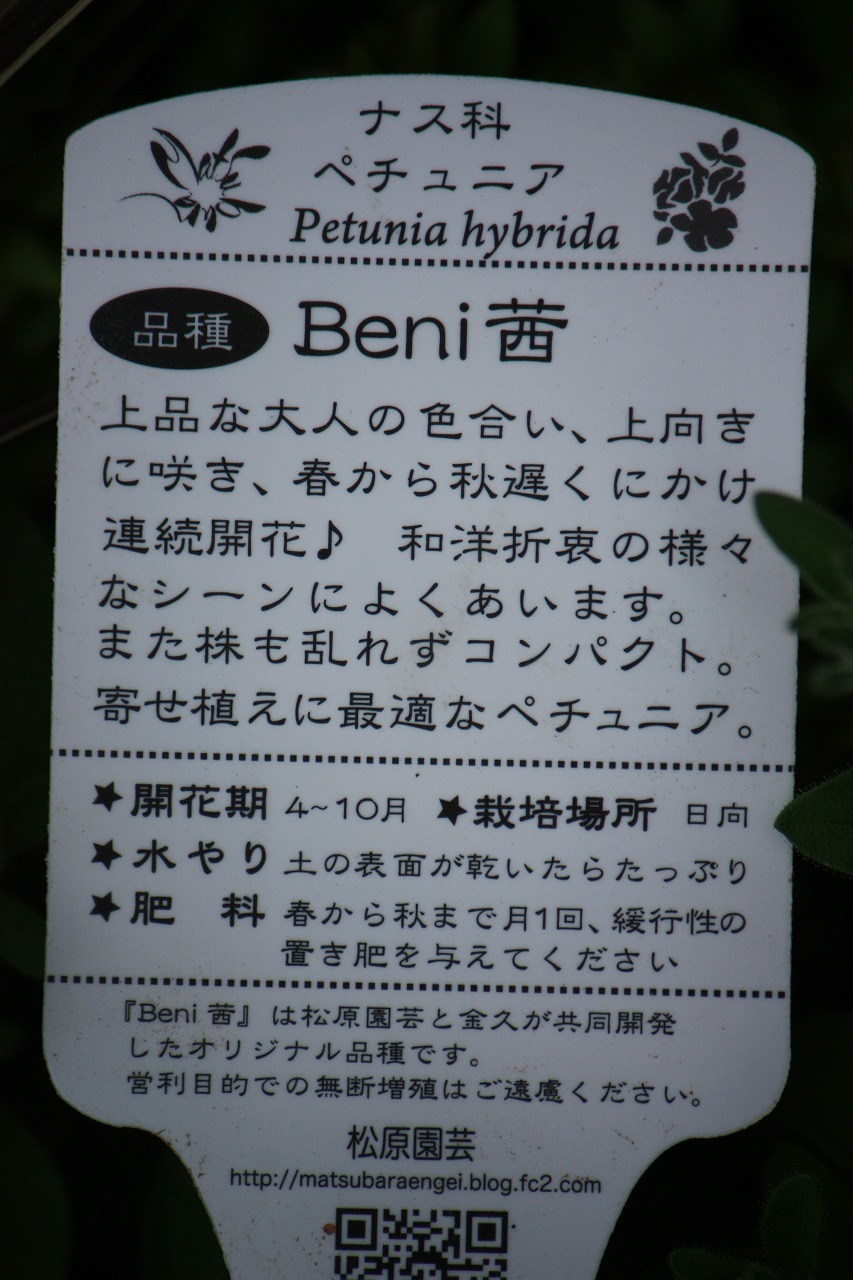 ナス科
ペチュニア
Petunia hybrida
品種 Beni茜
上品な大人の色合い、上向き
に咲き、春から秋遅くにかけ
連続開花♪　和洋折衷の様々
なシーンによくあいます。
また株も乱れずコンパクト。
寄せ植えに最適なペチュニア。
★開花期 4~10月 ★栽培場所 日向
★水やり 土の表面が乾いたらたっぷり
★肥　料 春から秋まで月1回、緩行性の
置き肥を与えてください
『Beni 茜』は松原園芸と金久が共同開発
したオリジナル品種です。
営利目的での無断増殖はご遠慮ください。
松原園芸
http://matsubaraengei.blog.fc2.com